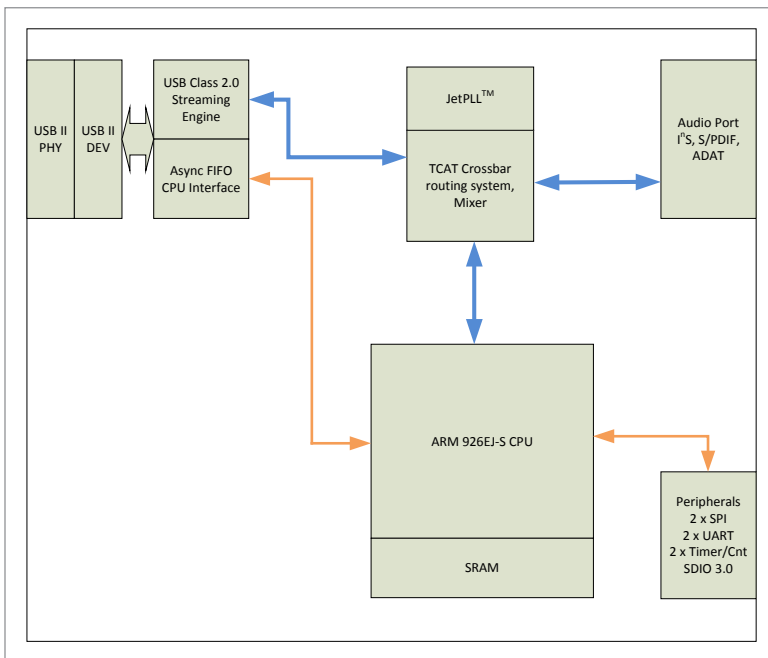 USB II
PHY
USB II
DEV
USB Class 2.0
Streaming
Engine
Async FIFO
CPU Interface
JetPLL™
TCAT Crossbar
routing system,
Mixer
Audio Port
IⁿS, S/PDIF,
ADAT
ARM 926EJ-S CPU
SRAM
Peripherals
2 x SPI
2 x UART
2 x Timer/Cnt
SDIO 3.0